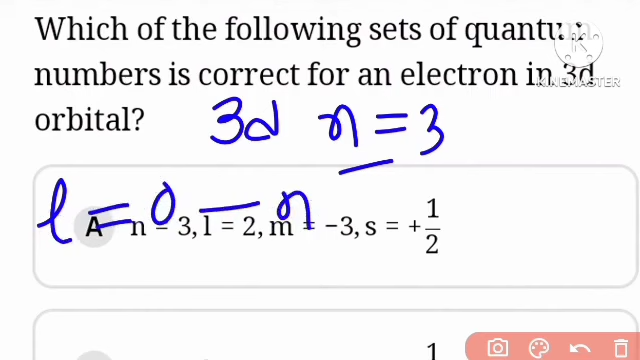 Which of the following sets of quantum
KINEMASTER
numbers is correct for an electron in 3d
orbital?
3d n = 3
l = 0 — n
A n = 3, l = 2, m = −3, s = + 1/2
1